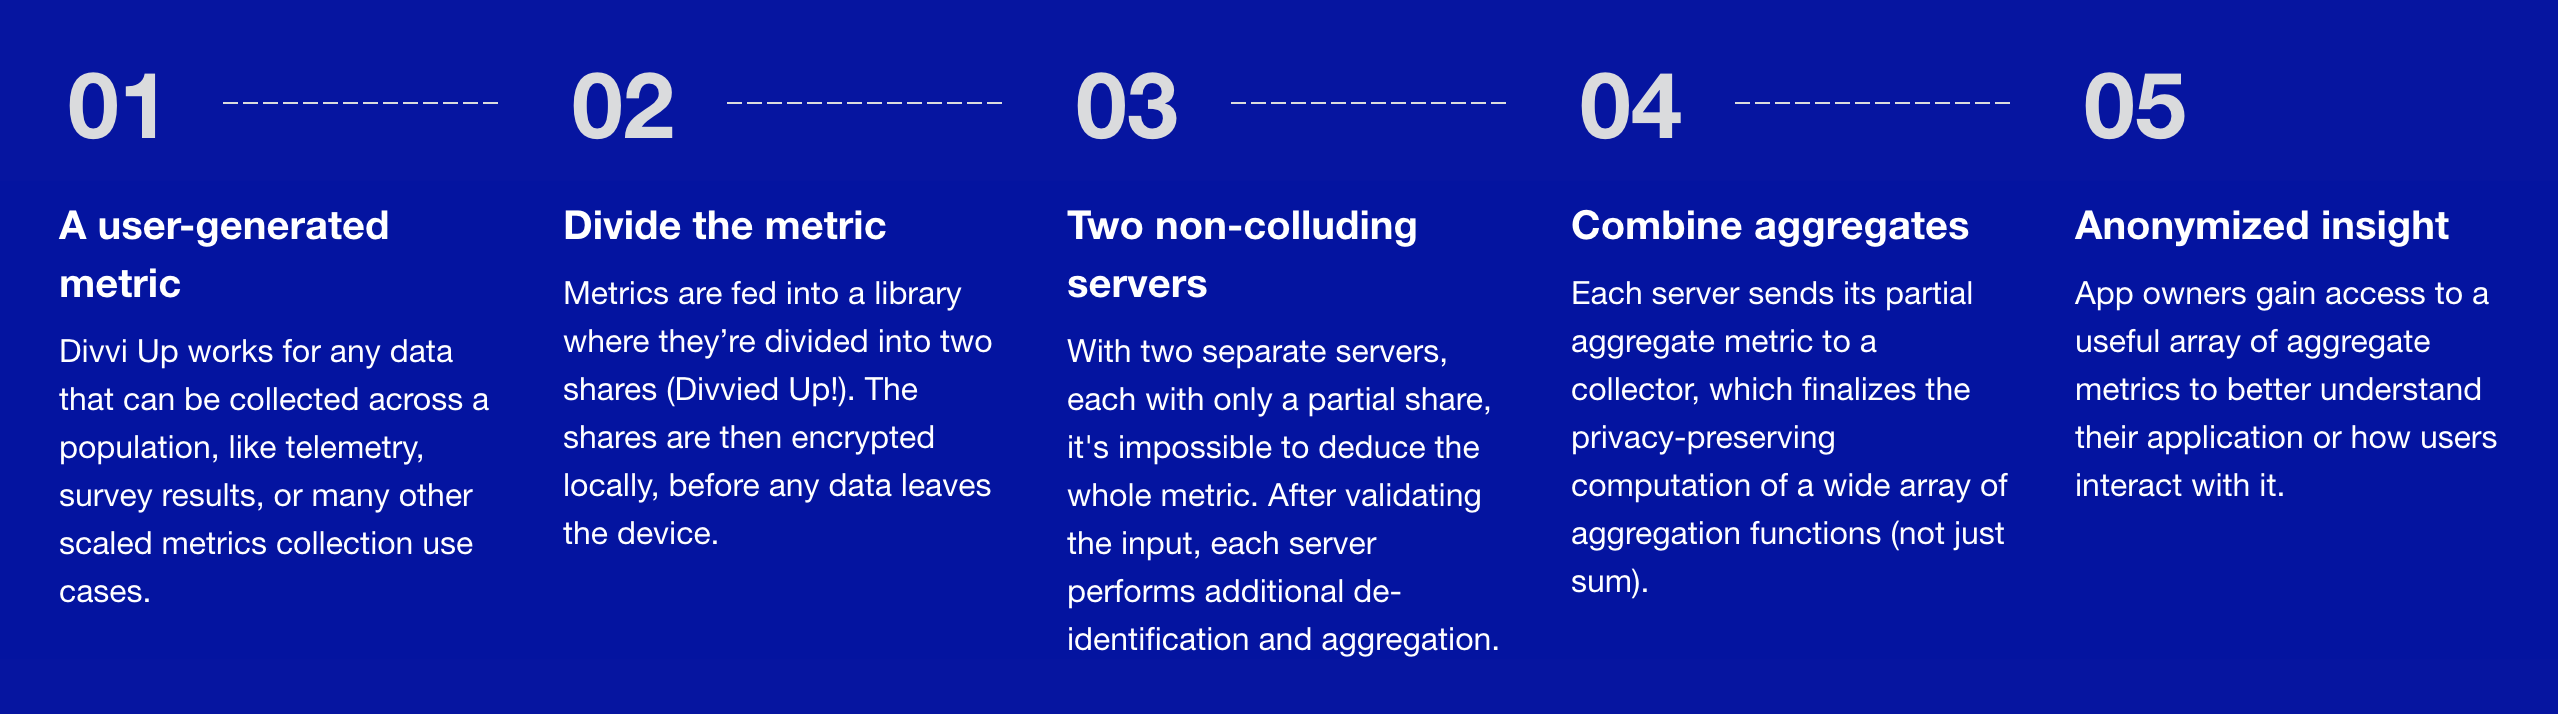 01
A user-generated
metric
Divvi Up works for any data
that can be collected across a
population, like telemetry,
survey results, or many other
scaled metrics collection use
cases.
02
Divide the metric
Metrics are fed into a library
where they’re divided into two
shares (Divvied Up!). The
shares are then encrypted
locally, before any data leaves
the device.
03
Two non-colluding
servers
With two separate servers,
each with only a partial share,
it's impossible to deduce the
whole metric. After validating
the input, each server
performs additional de-
identification and aggregation.
04
Combine aggregates
Each server sends its partial
aggregate metric to a
collector, which finalizes the
privacy-preserving
computation of a wide array of
aggregation functions (not just
sum).
05
Anonymized insight
App owners gain access to a
useful array of aggregate
metrics to better understand
their application or how users
interact with it.